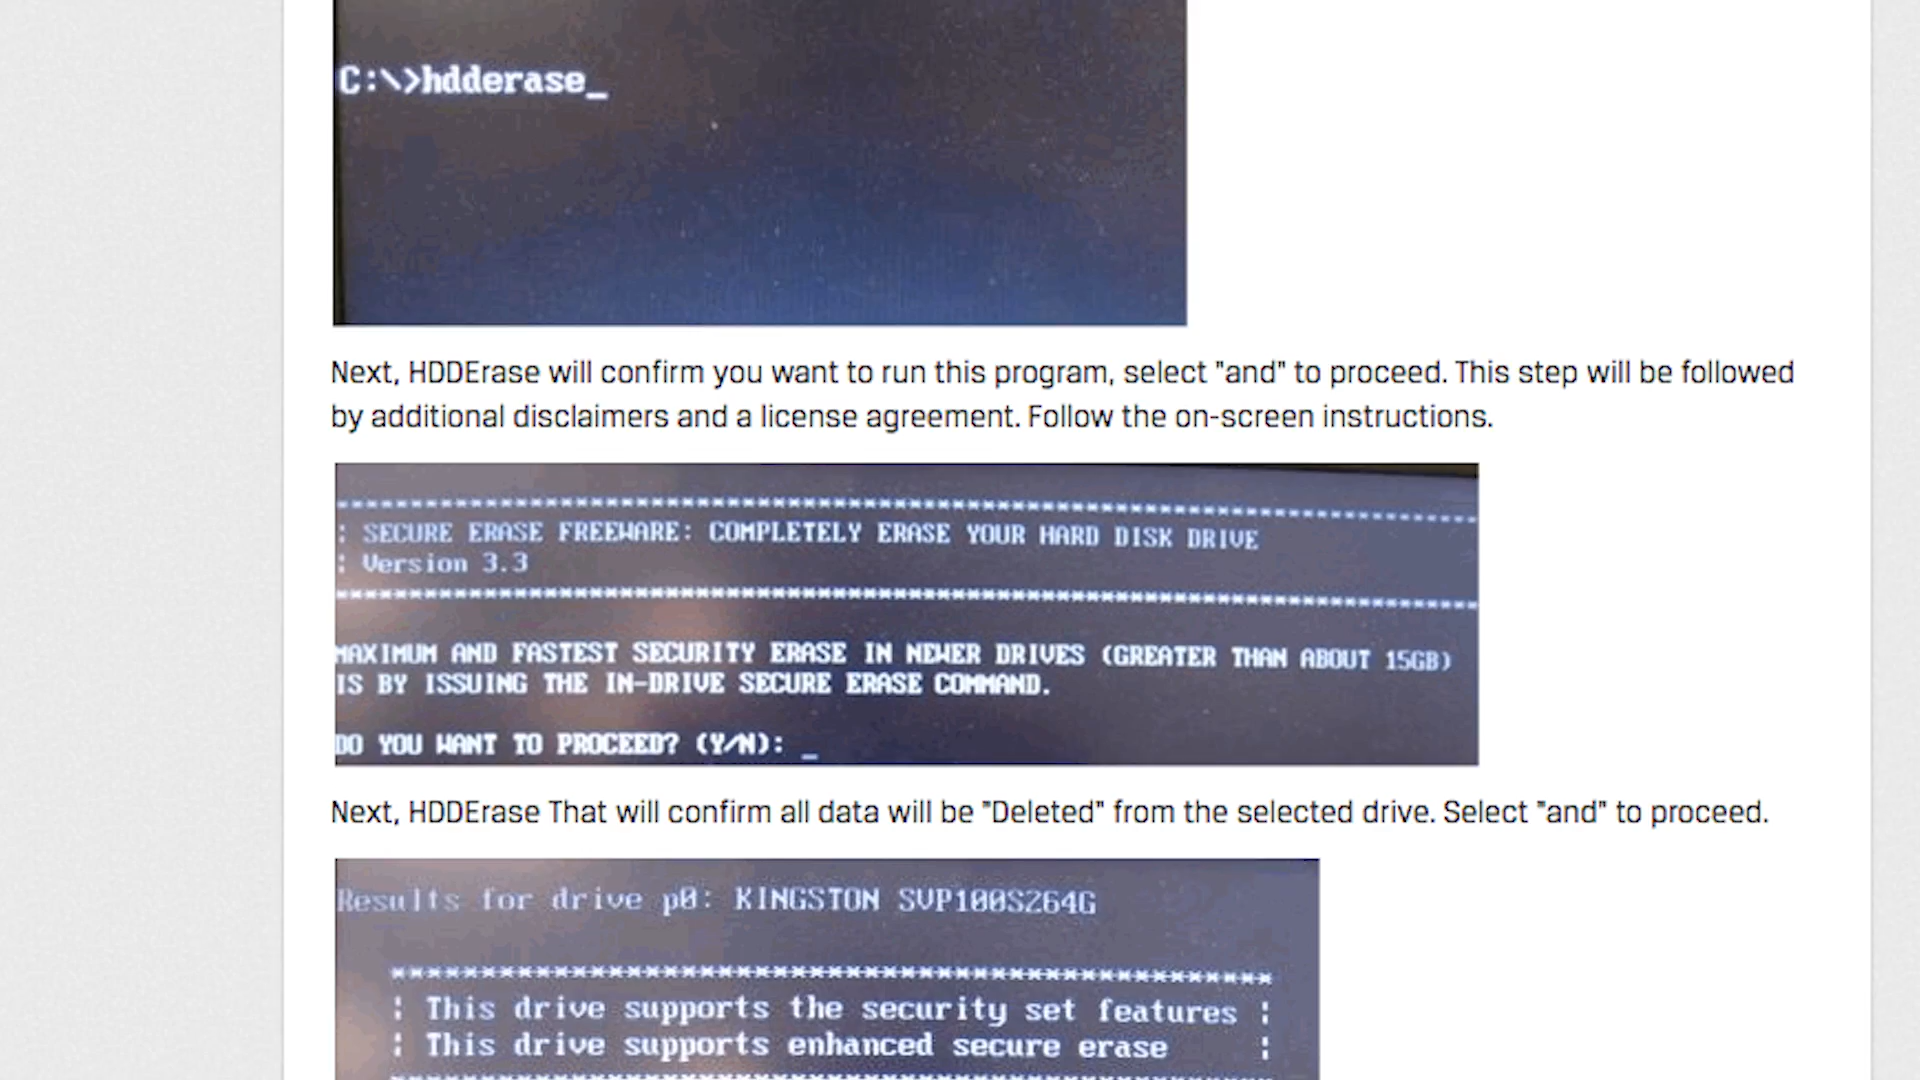 C:\>hdderase_
Next, HDDErase will confirm you want to run this program, select "and" to proceed. This step will be followed
by additional disclaimers and a license agreement. Follow the on-screen instructions.
: SECURE ERASE FREEWARE: COMPLETELY ERASE YOUR HARD DISK DRIVE
: Version 3.3
MAXIMUM AND FASTEST SECURITY ERASE IN NEWER DRIVES (GREATER THAN ABOUT 15GB)
IS BY ISSUING THE IN-DRIVE SECURE ERASE COMMAND.
DO YOU WANT TO PROCEED? (Y/N): _
Next, HDDErase That will confirm all data will be "Deleted" from the selected drive. Select "and" to proceed.
Results for drive p0: KINGSTON SVP100S264G
: This drive supports the security set features :
: This drive supports enhanced secure erase :